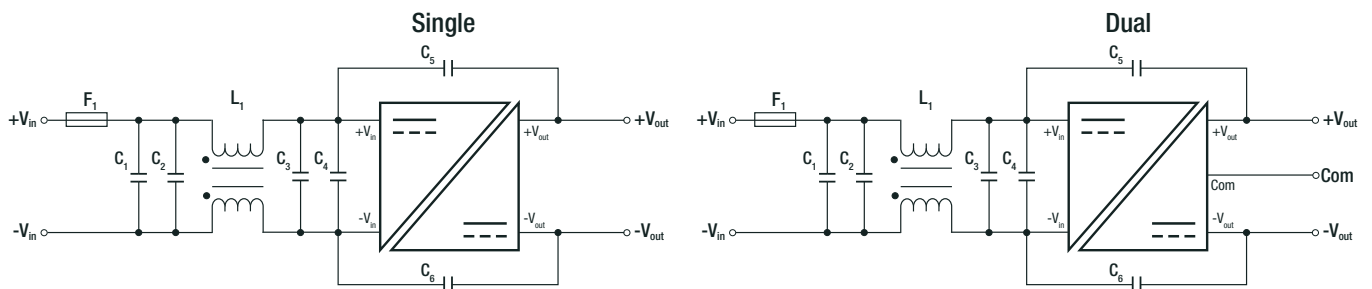 Single
C5
F1
L1
+Vin
+Vin
+Vout
+Vout
C1
C2
C3
C4
-Vin
-Vin
-Vout
-Vout
C6
Dual
C5
F1
L1
+Vin
+Vin
+Vout
+Vout
C1
C2
C3
C4
Com
Com
-Vin
-Vin
-Vout
-Vout
C6